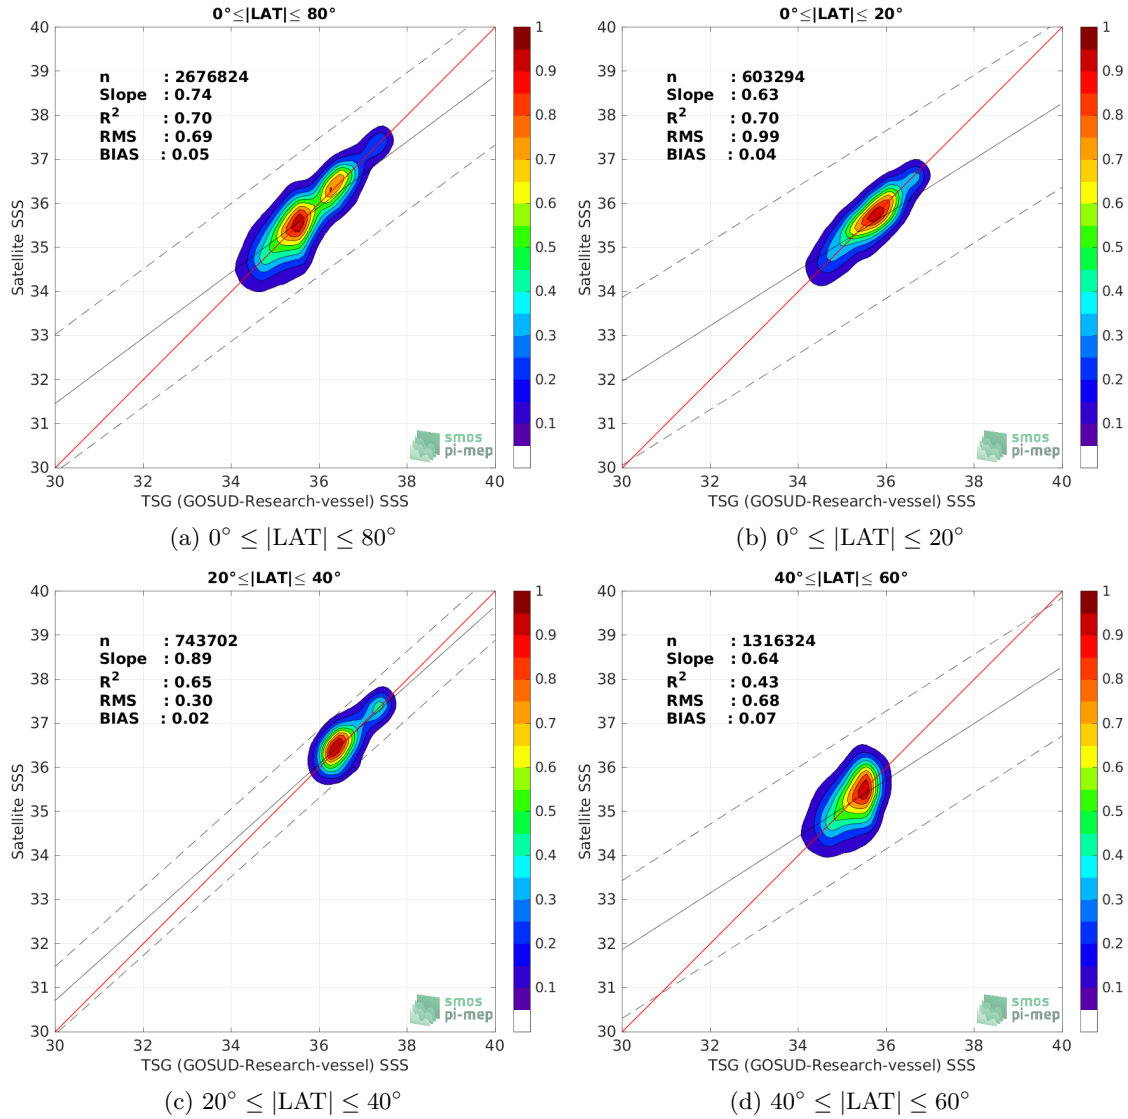 0°≤|LAT|≤ 80°
40
39
38
37
36
35
34
33
32
31
30
Satellite SSS
n : 2676824
Slope : 0.74
R² : 0.70
RMS : 0.69
BIAS : 0.05
smos
pi-mep
30 32 34 36 38 40
TSG (GOSUD-Research-vessel) SSS
1
0.9
0.8
0.7
0.6
0.5
0.4
0.3
0.2
0.1
(a) 0° ≤ |LAT| ≤ 80°
0°≤|LAT|≤ 20°
40
39
38
37
36
35
34
33
32
31
30
Satellite SSS
n : 603294
Slope : 0.63
R² : 0.70
RMS : 0.99
BIAS : 0.04
smos
pi-mep
30 32 34 36 38 40
TSG (GOSUD-Research-vessel) SSS
1
0.9
0.8
0.7
0.6
0.5
0.4
0.3
0.2
0.1
(b) 0° ≤ |LAT| ≤ 20°
20°≤|LAT|≤ 40°
40
39
38
37
36
35
34
33
32
31
30
Satellite SSS
n : 743702
Slope : 0.89
R² : 0.65
RMS : 0.30
BIAS : 0.02
smos
pi-mep
30 32 34 36 38 40
TSG (GOSUD-Research-vessel) SSS
1
0.9
0.8
0.7
0.6
0.5
0.4
0.3
0.2
0.1
(c) 20° ≤ |LAT| ≤ 40°
40°≤|LAT|≤ 60°
40
39
38
37
36
35
34
33
32
31
30
Satellite SSS
n : 1316324
Slope : 0.64
R² : 0.43
RMS : 0.68
BIAS : 0.07
smos
pi-mep
30 32 34 36 38 40
TSG (GOSUD-Research-vessel) SSS
1
0.9
0.8
0.7
0.6
0.5
0.4
0.3
0.2
0.1
(d) 40° ≤ |LAT| ≤ 60°